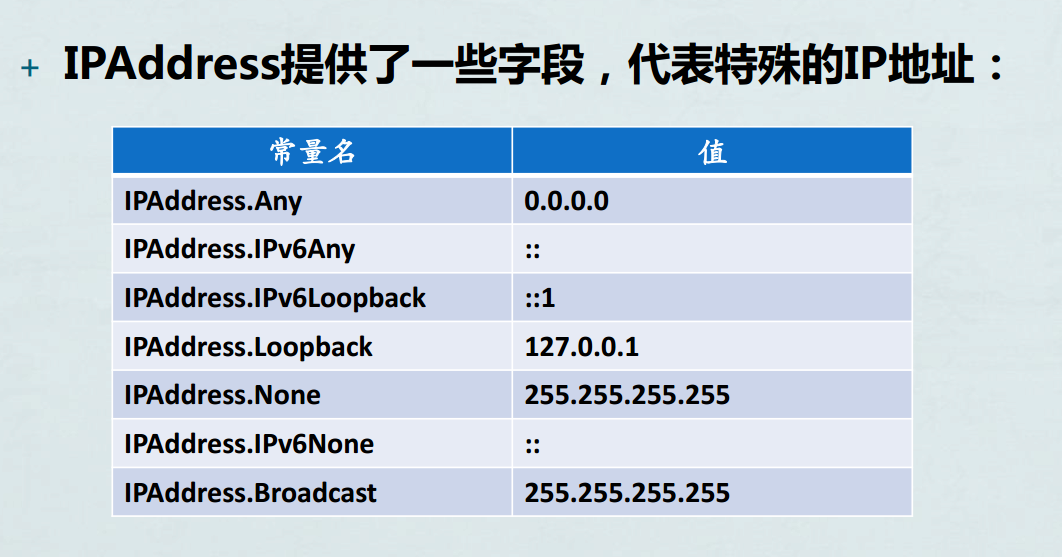 + IPAddress提供了一些字段，代表特殊的IP地址：
常量名 值
IPAddress.Any 0.0.0.0
IPAddress.IPv6Any ::
IPAddress.IPv6Loopback ::1
IPAddress.Loopback 127.0.0.1
IPAddress.None 255.255.255.255
IPAddress.IPv6None ::
IPAddress.Broadcast 255.255.255.255